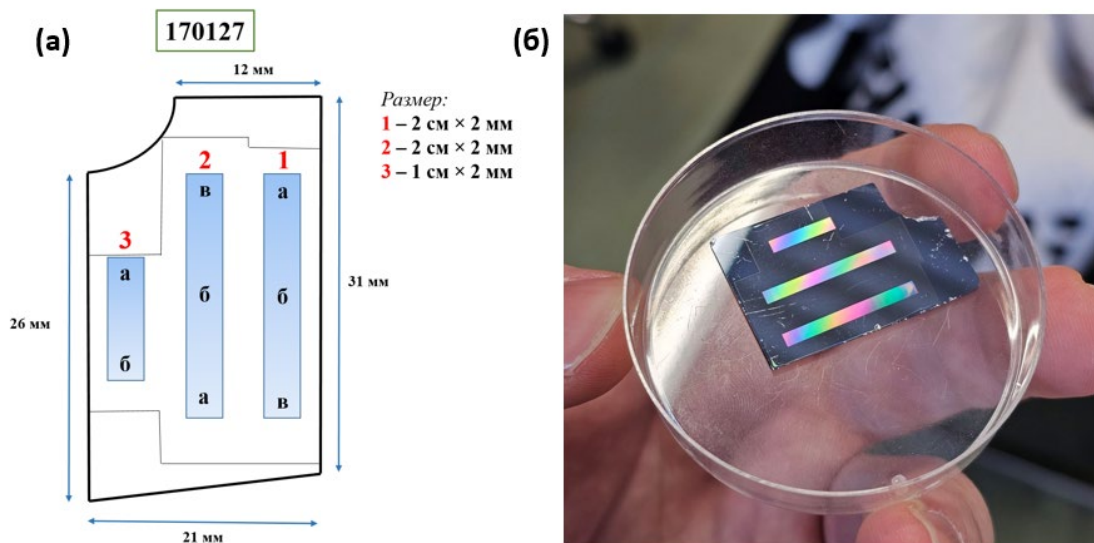 (а)
170127
(б)
12 мм
Размер:
1 – 2 см × 2 мм
2 – 2 см × 2 мм
3 – 1 см × 2 мм
2
1
в
а
3
а
б
б
31 мм
26 мм
б
а
в
21 мм